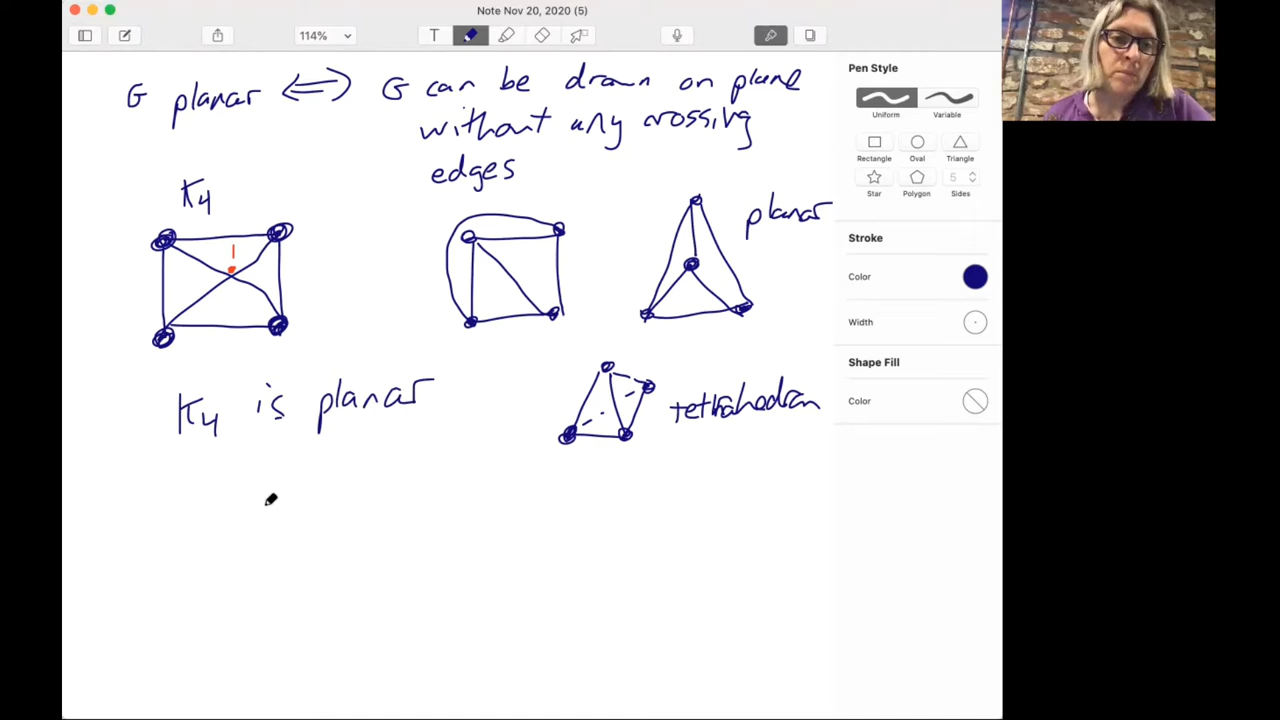 Note Nov 20, 2020 (5)
114%
T
G planar ⟺ G can be drawn on plane
without any crossing
edges
K4
1
planar
K4 is planar
tetrahedron
Pen Style
Uniform
Variable
Rectangle
Oval
Triangle
5
Star
Polygon
Sides
Stroke
Color
Width
Shape Fill
Color